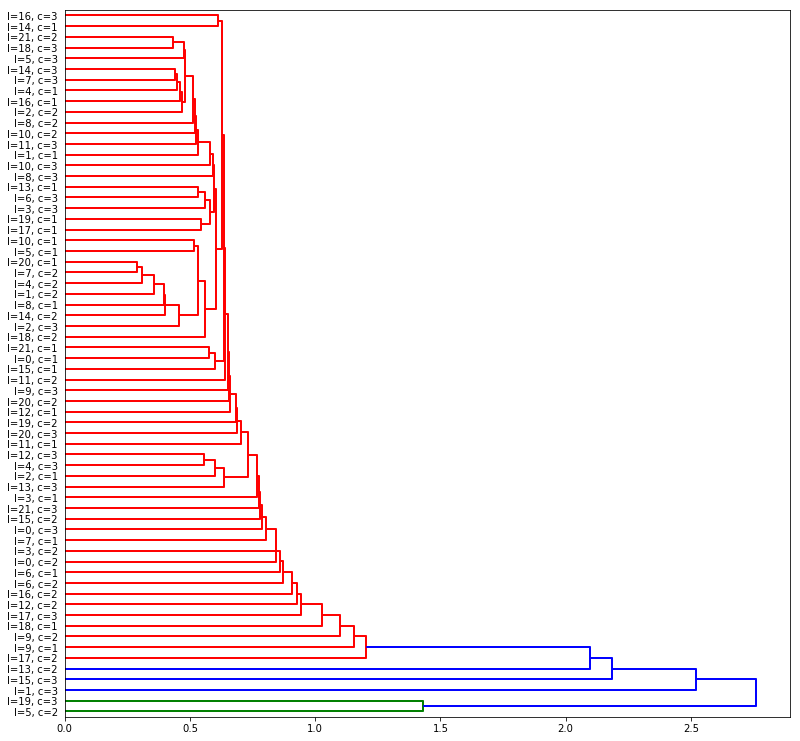 l=16, c=3
l=14, c=1
l=21, c=2
l=18, c=3
l=5, c=3
l=14, c=3
l=7, c=3
l=4, c=1
l=16, c=1
l=2, c=2
l=8, c=2
l=10, c=2
l=11, c=3
l=1, c=1
l=10, c=3
l=8, c=3
l=13, c=1
l=6, c=3
l=3, c=3
l=19, c=1
l=17, c=1
l=10, c=1
l=5, c=1
l=20, c=1
l=7, c=2
l=4, c=2
l=1, c=2
l=8, c=1
l=14, c=2
l=2, c=3
l=18, c=2
l=21, c=1
l=0, c=1
l=15, c=1
l=11, c=2
l=9, c=3
l=20, c=2
l=12, c=1
l=19, c=2
l=20, c=3
l=11, c=1
l=12, c=3
l=4, c=3
l=2, c=1
l=13, c=3
l=3, c=1
l=21, c=3
l=15, c=2
l=0, c=3
l=7, c=1
l=3, c=2
l=0, c=2
l=6, c=1
l=6, c=2
l=16, c=2
l=12, c=2
l=17, c=3
l=18, c=1
l=9, c=2
l=9, c=1
l=17, c=2
l=13, c=2
l=15, c=3
l=1, c=3
l=19, c=3
l=5, c=2
0.0 0.5 1.0 1.5 2.0 2.5